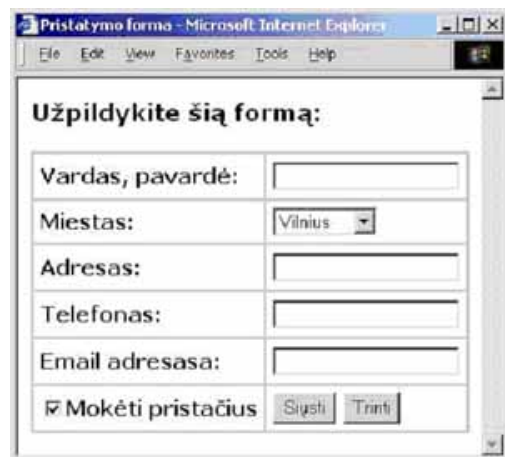 Pristatymo forma - Microsoft Internet Explorer
File Edit View Favorites Tools Help
Užpildykite šią formą:
Vardas, pavardė:
Miestas: Vilnius
Adresas:
Telefonas:
Email adresasa:
Mokėti pristačius Siųsti Trinti